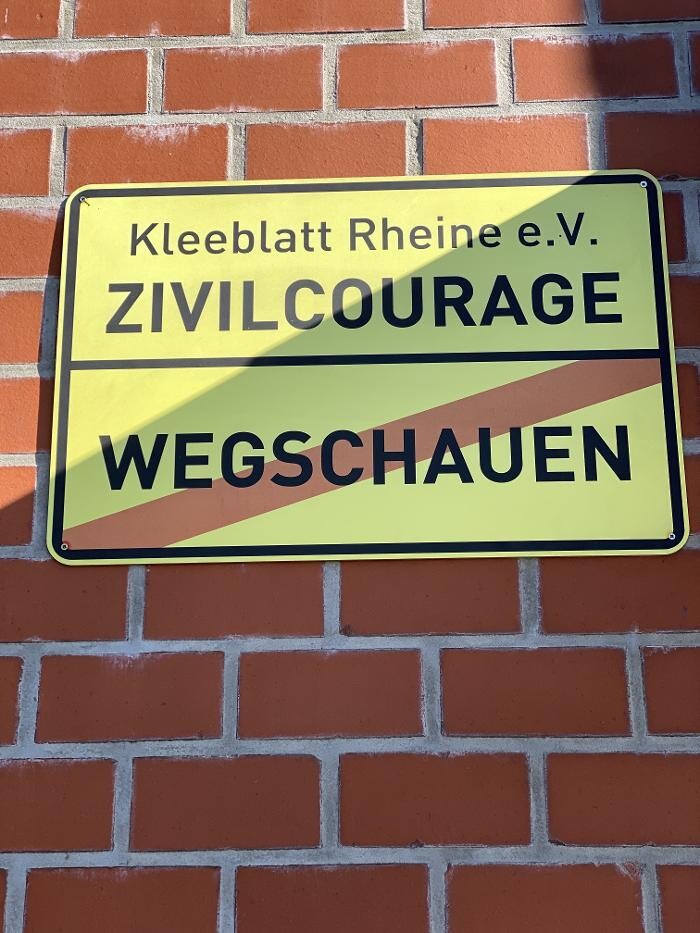 Kleeblatt Rheine e.V.
ZIVILCOURAGE
WEGSCHAUEN